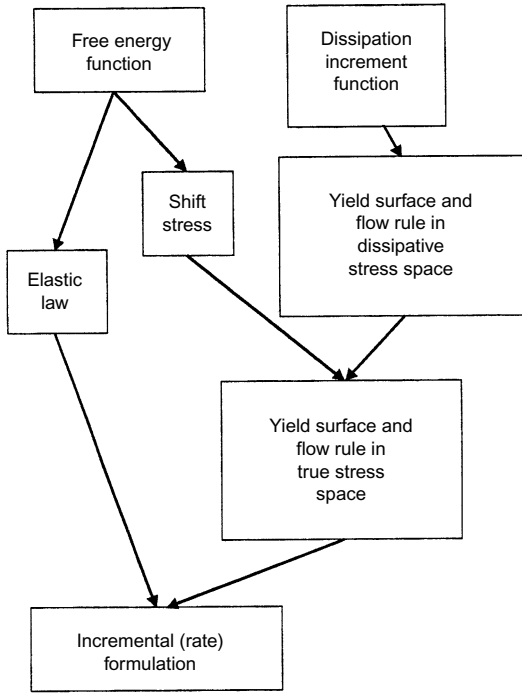 Free energy
function
Dissipation
increment
function
Shift
stress
Yield surface and
flow rule in
dissipative
stress space
Elastic
law
Yield surface and
flow rule in
true stress
space
Incremental (rate)
formulation